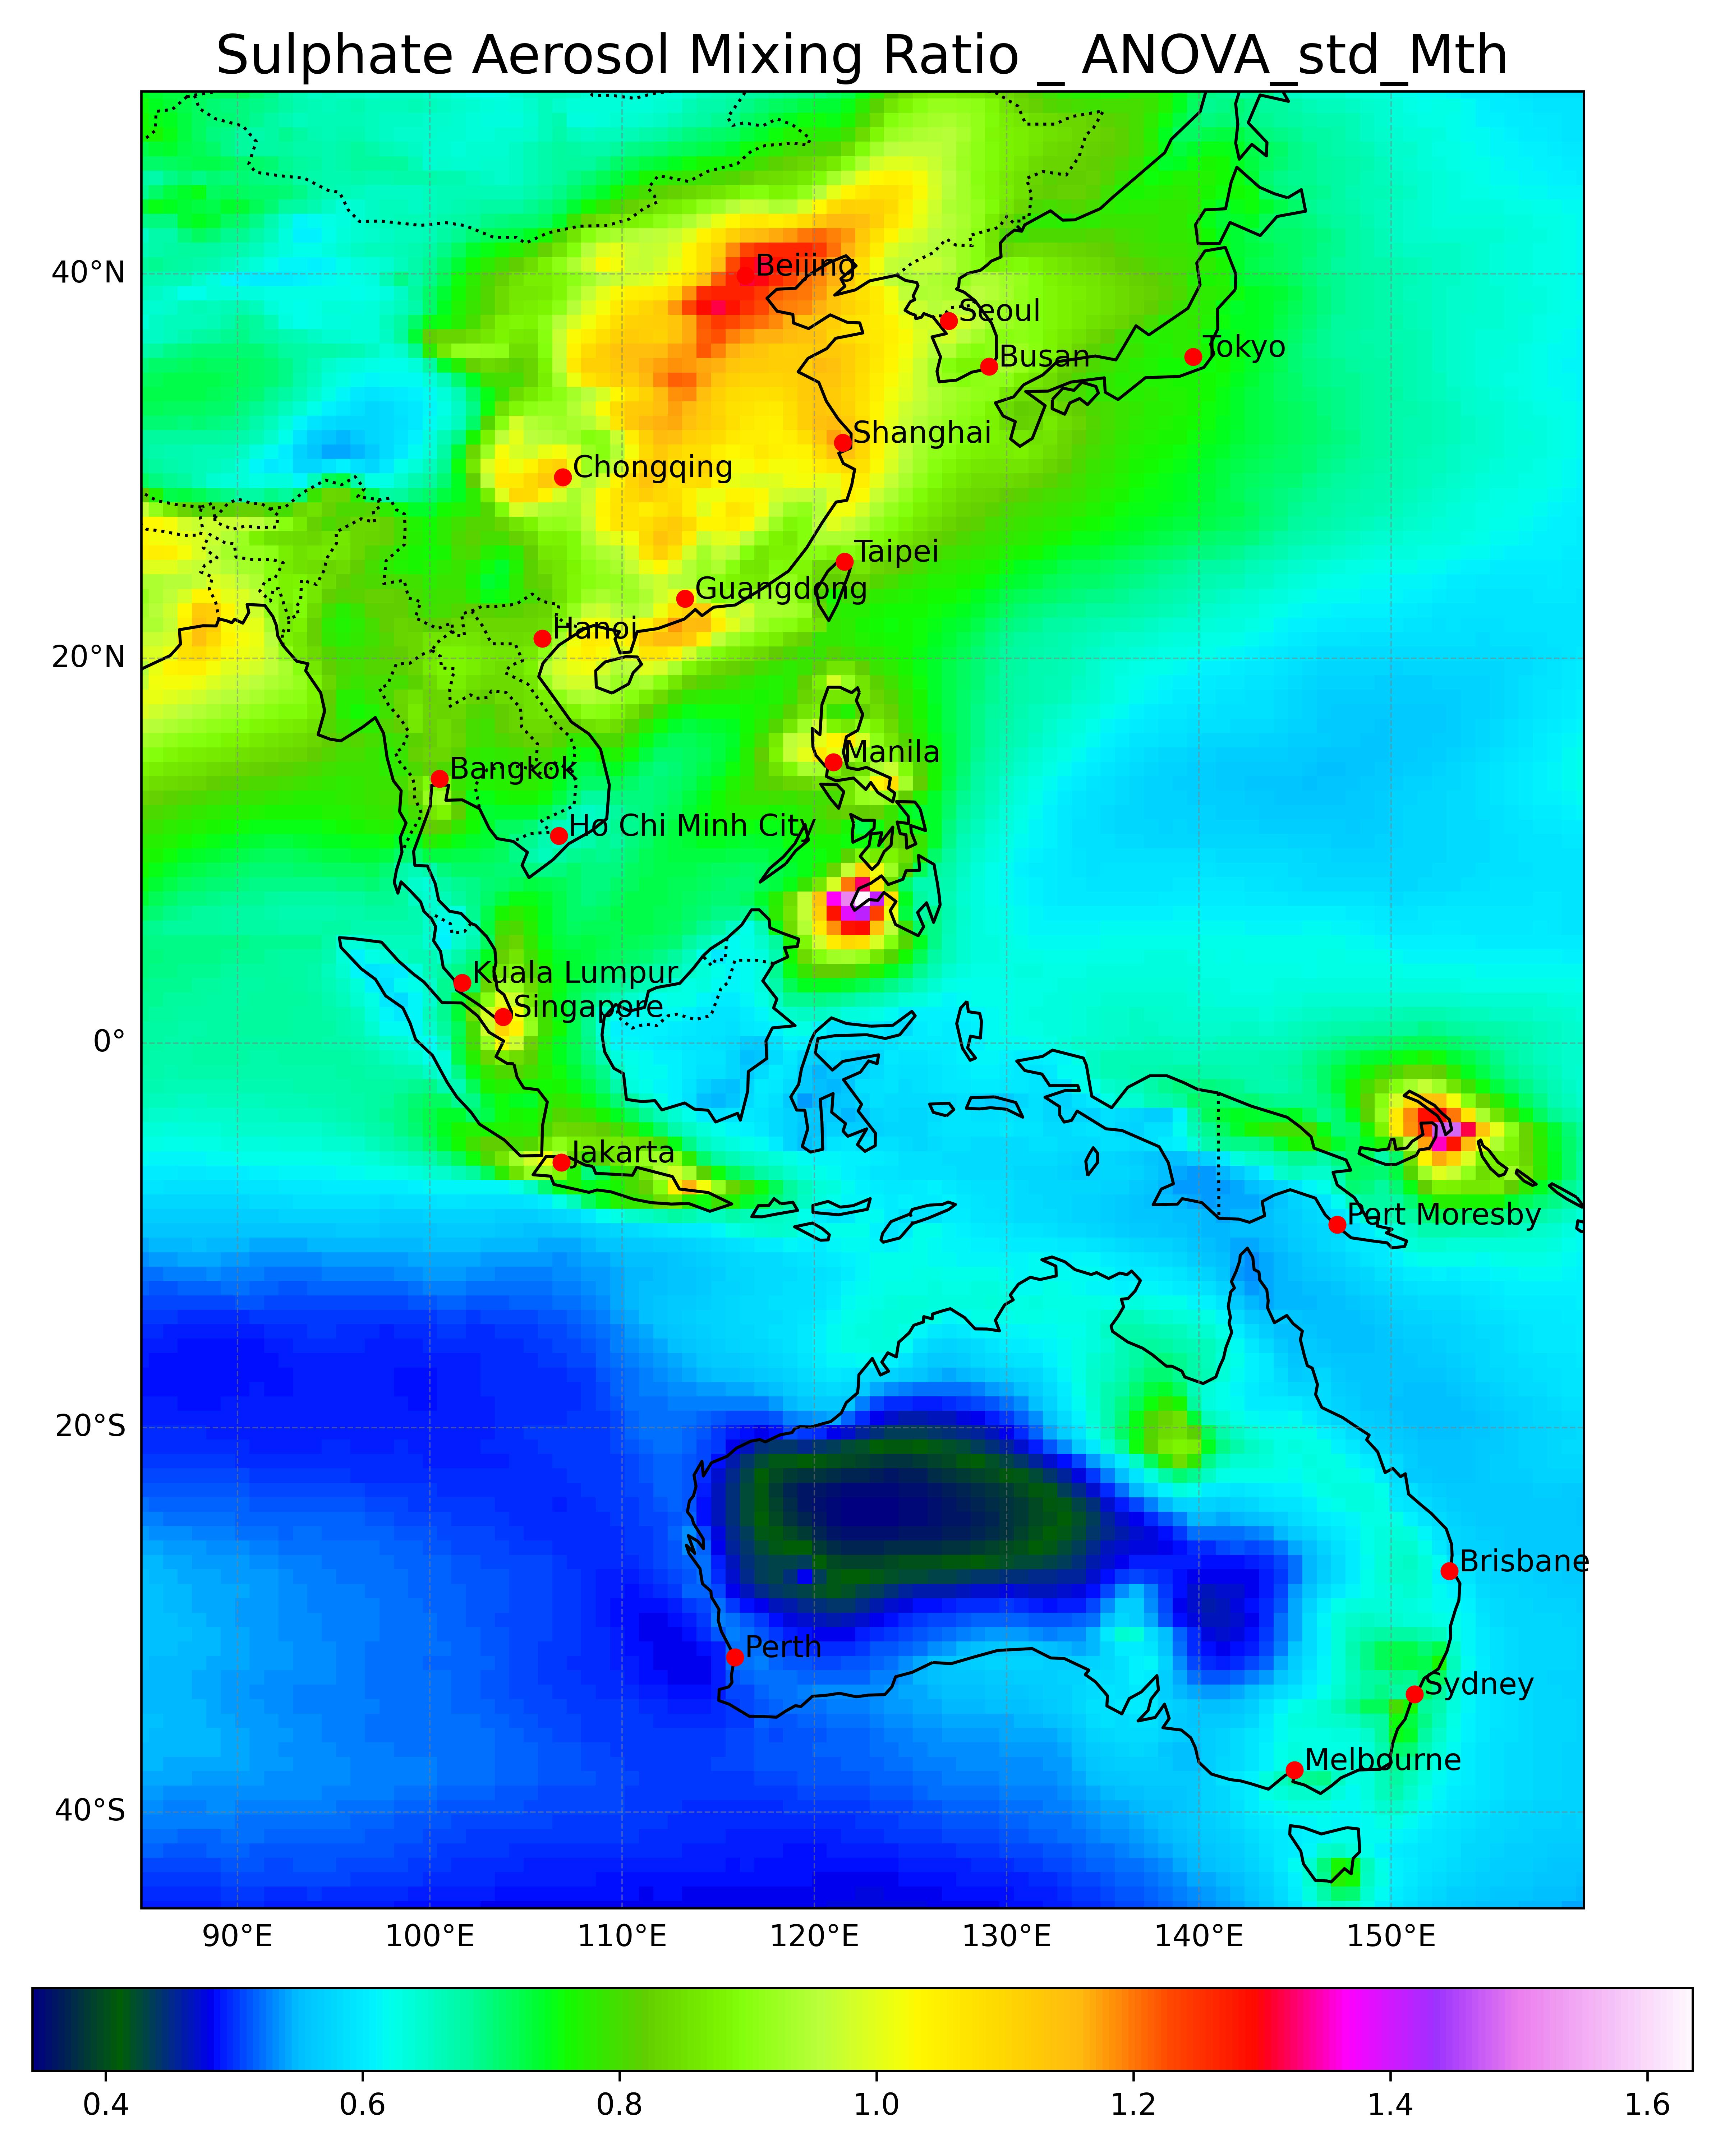 Sulphate Aerosol Mixing Ratio _ ANOVA_std_Mth
40°N
20°N
0°
20°S
40°S
Beijing
Seoul
Busan
Tokyo
Shanghai
Chongqing
Taipei
Guangdong
Hanoi
Manila
Bangkok
Ho Chi Minh City
Kuala Lumpur
Singapore
Jakarta
Port Moresby
Brisbane
Perth
Sydney
Melbourne
90°E 100°E 110°E 120°E 130°E 140°E 150°E
0.4 0.6 0.8 1.0 1.2 1.4 1.6